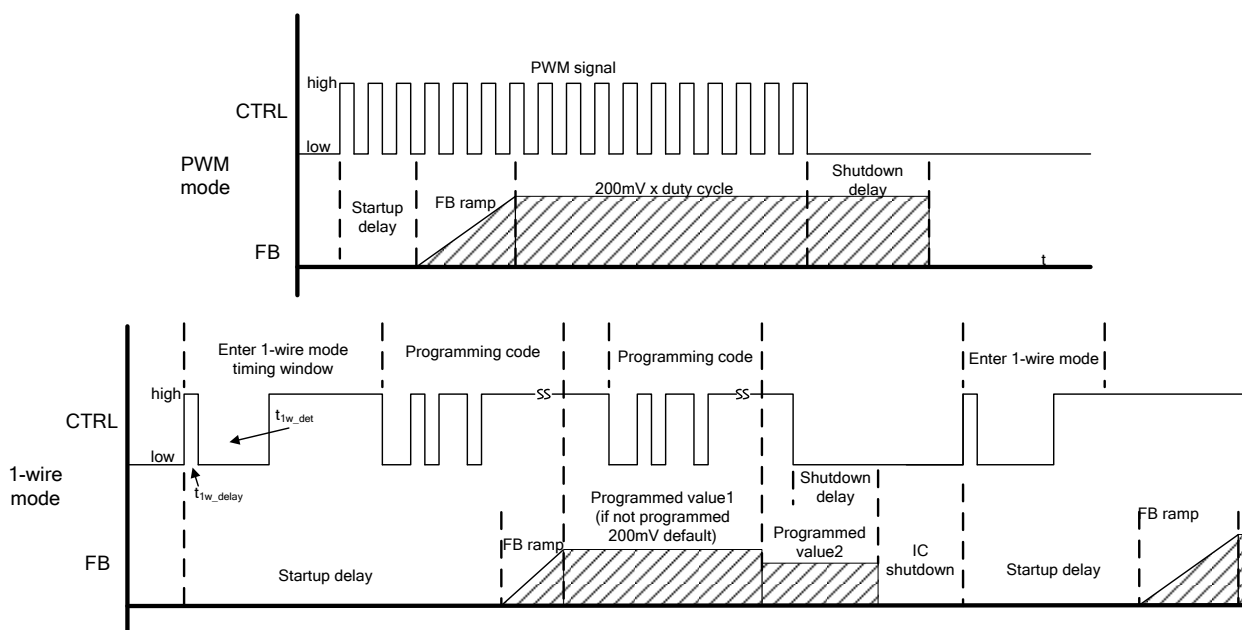 PWM signal
high
CTRL
low
PWM
mode
Startup
delay
FB ramp
200mV x duty cycle
Shutdown
delay
FB
t
Enter 1-wire mode
timing window
Programming code
Programming code
Enter 1-wire mode
high
CTRL
t1w_det
low
1-wire
mode
t1w_delay
Shutdown
delay
Programmed value1
(if not programmed
200mV default)
FB ramp
Programmed
value2
IC
shutdown
FB ramp
FB
Startup delay
Startup delay